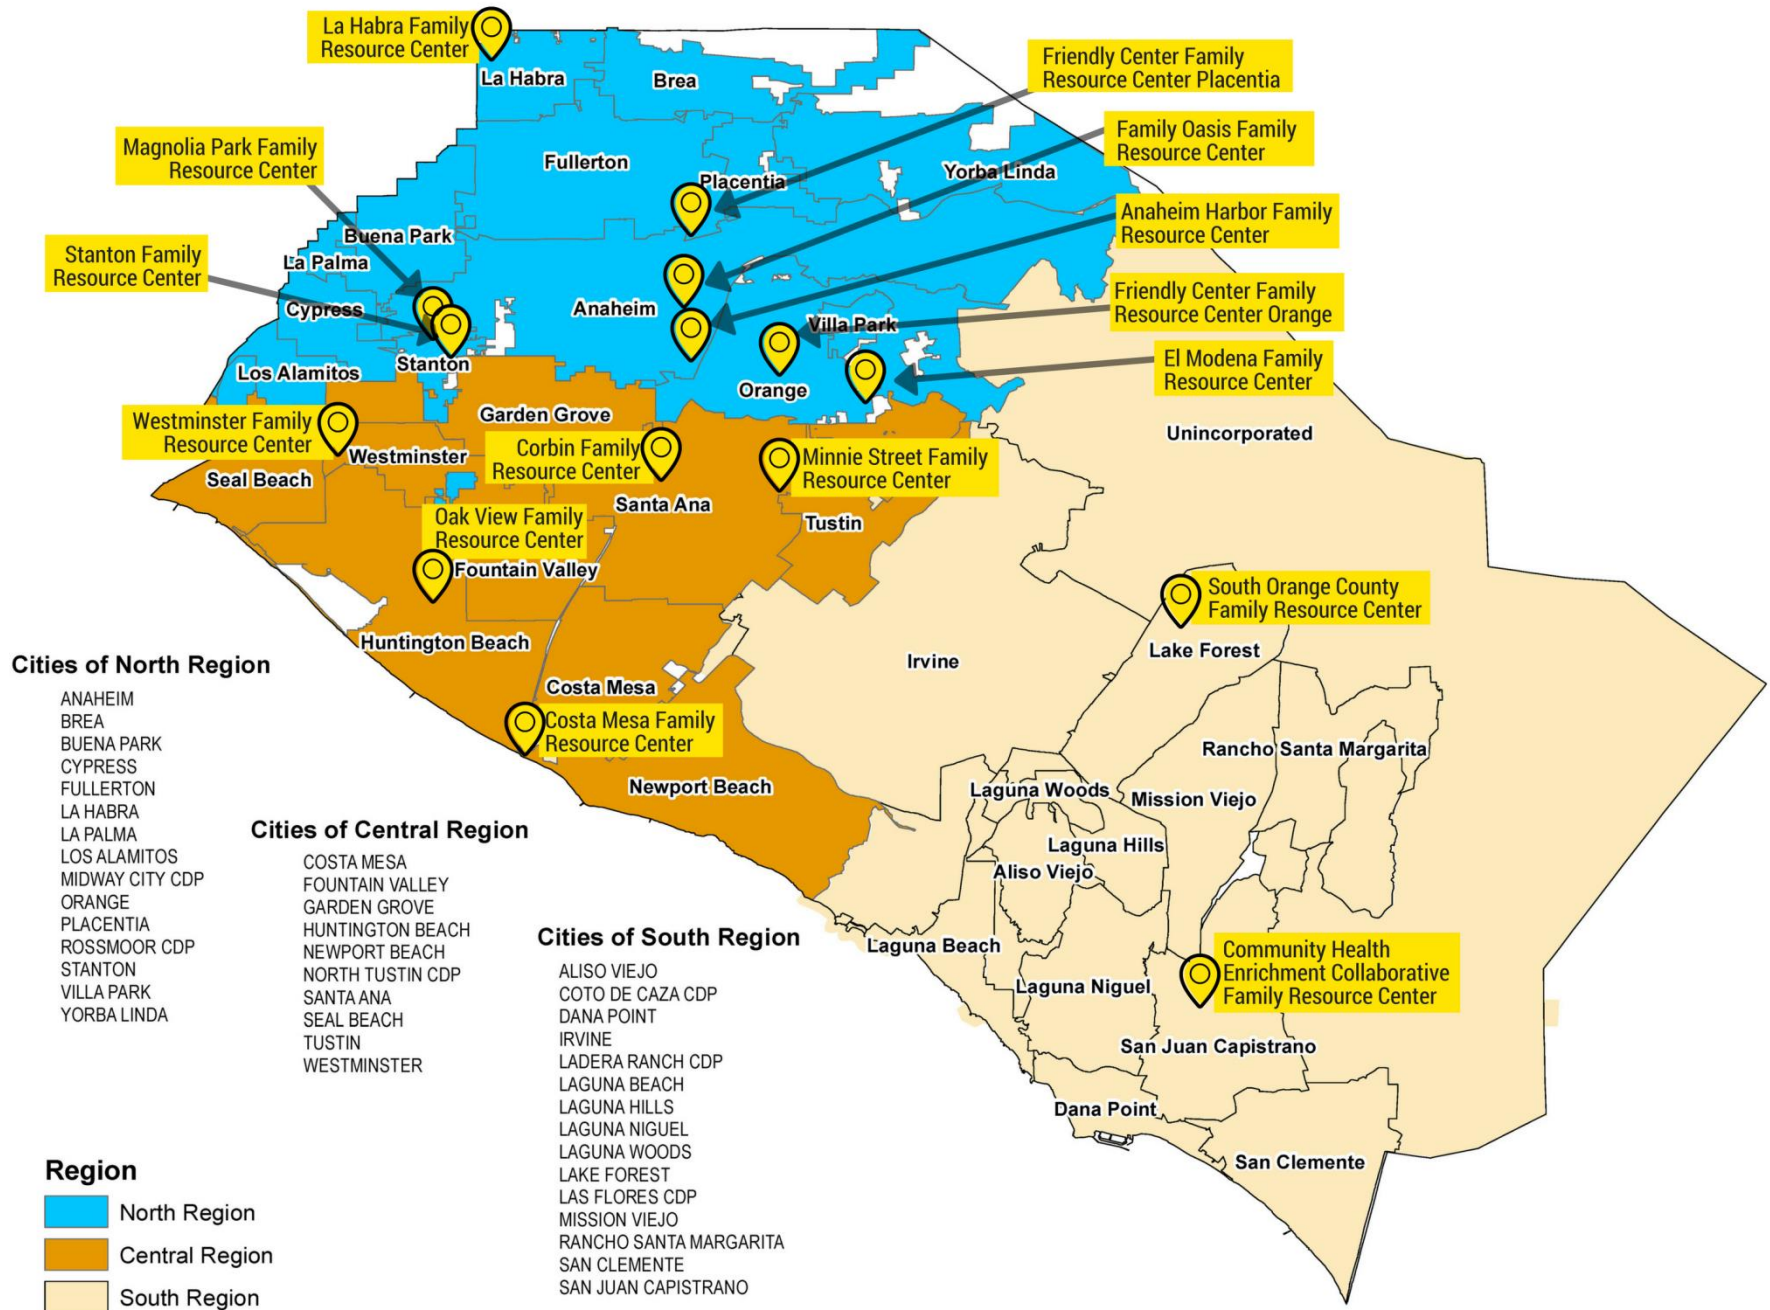 La Habra Family
Resource Center
Friendly Center Family
Resource Center Placentia
La Habra
Brea
Family Oasis Family
Resource Center
Magnolia Park Family
Resource Center
Fullerton
Placentia
Yorba Linda
Anaheim Harbor Family
Resource Center
Buena Park
Stanton Family
Resource Center
La Palma
Cypress
Anaheim
Villa Park
Friendly Center Family
Resource Center Orange
Los Alamitos
Stanton
Orange
El Modena Family
Resource Center
Garden Grove
Westminster Family
Resource Center
Westminster
Corbin Family
Resource Center
Minnie Street Family
Resource Center
Unincorporated
Seal Beach
Santa Ana
Tustin
Oak View Family
Resource Center
Fountain Valley
South Orange County
Family Resource Center
Huntington Beach
Lake Forest
Irvine
Costa Mesa
Costa Mesa Family
Resource Center
Newport Beach
Rancho Santa Margarita
Laguna Woods
Mission Viejo
Laguna Hills
Aliso Viejo
Laguna Beach
Community Health
Enrichment Collaborative
Family Resource Center
Laguna Niguel
San Juan Capistrano
Dana Point
San Clemente
Cities of North Region
ANAHEIM
BREA
BUENA PARK
CYPRESS
FULLERTON
LA HABRA
LA PALMA
LOS ALAMITOS
MIDWAY CITY CDP
ORANGE
PLACENTIA
ROSSMOOR CDP
STANTON
VILLA PARK
YORBA LINDA
Cities of Central Region
COSTA MESA
FOUNTAIN VALLEY
GARDEN GROVE
HUNTINGTON BEACH
NEWPORT BEACH
NORTH TUSTIN CDP
SANTA ANA
SEAL BEACH
TUSTIN
WESTMINSTER
Cities of South Region
ALISO VIEJO
COTO DE CAZA CDP
DANA POINT
IRVINE
LADERA RANCH CDP
LAGUNA BEACH
LAGUNA HILLS
LAGUNA NIGUEL
LAGUNA WOODS
LAKE FOREST
LAS FLORES CDP
MISSION VIEJO
RANCHO SANTA MARGARITA
SAN CLEMENTE
SAN JUAN CAPISTRANO
Region
North Region
Central Region
South Region